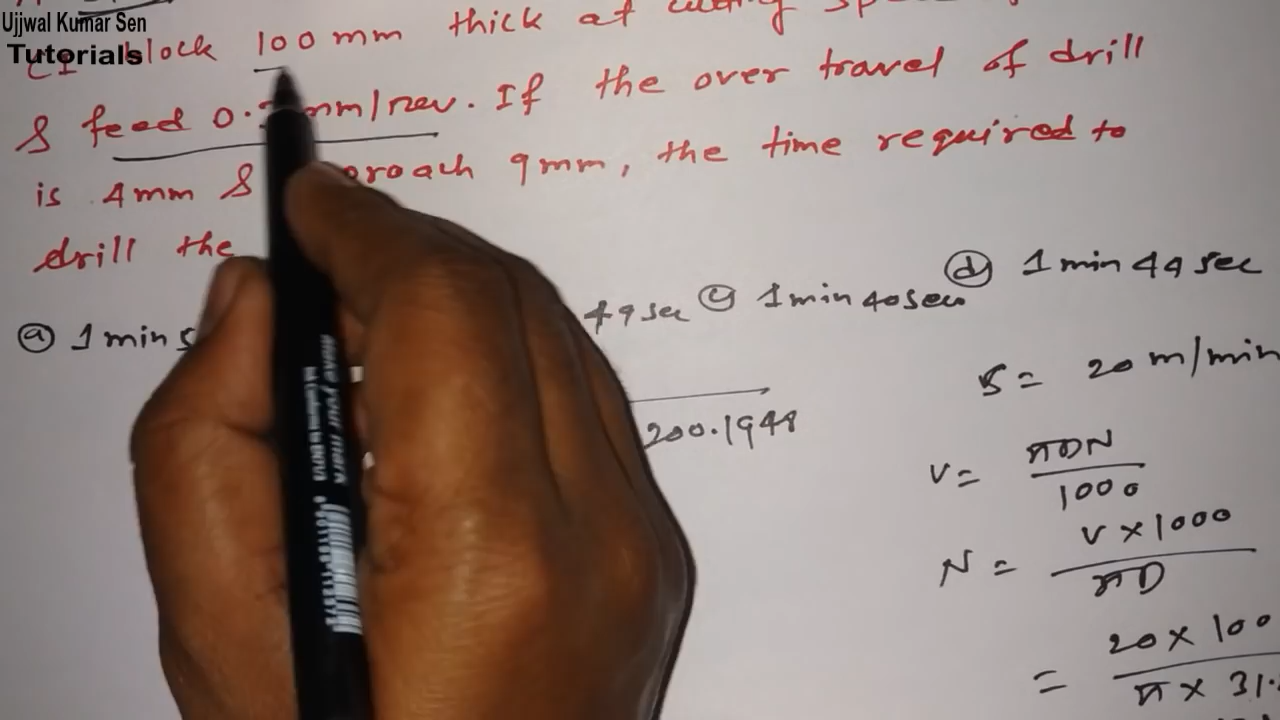 Ujjwal Kumar Sen
Tutorials
CI block 100 mm thick at cutting
& feed 0. mm/rev. If the over travel of drill
is 4mm & 9mm, the time required to
drill the
ⓐ 1 min 49 sec ⓒ 1 min 40 sec ⓓ 1 min 44 sec
S = 20 m/min
200.1948
V = πDN
1000
N = V × 1000
πD
= 20 × 100
π × 31.